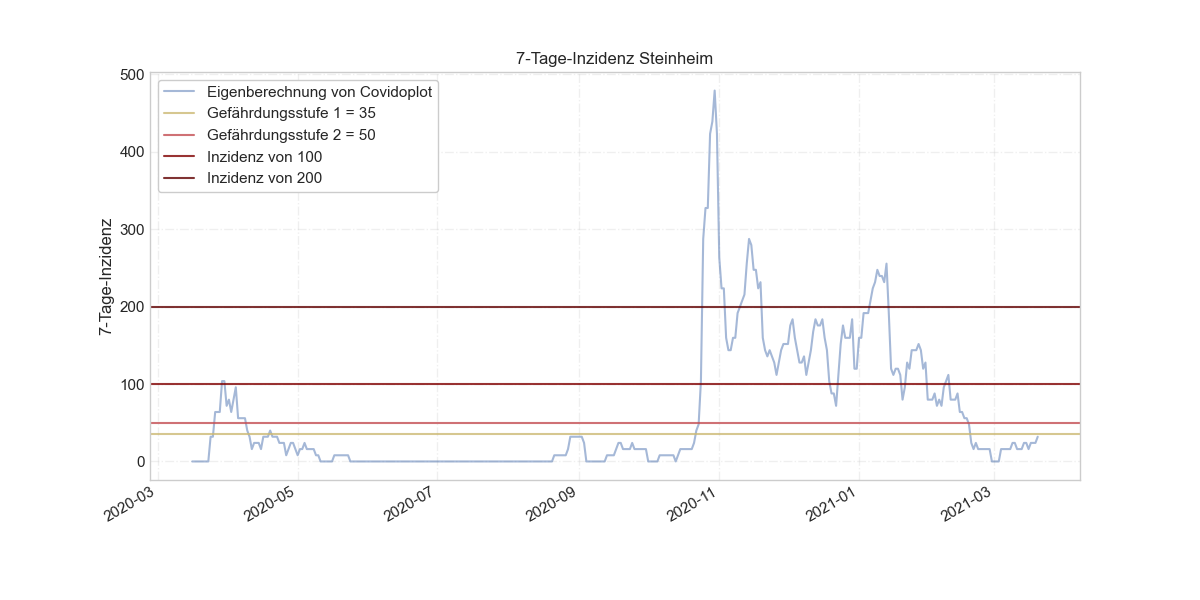 7-Tage-Inzidenz Steinheim
Eigenberechnung von Covidoplot
Gefährdungsstufe 1 = 35
Gefährdungsstufe 2 = 50
Inzidenz von 100
Inzidenz von 200
7-Tage-Inzidenz
500
400
300
200
100
0
2020-03
2020-05
2020-07
2020-09
2020-11
2021-01
2021-03